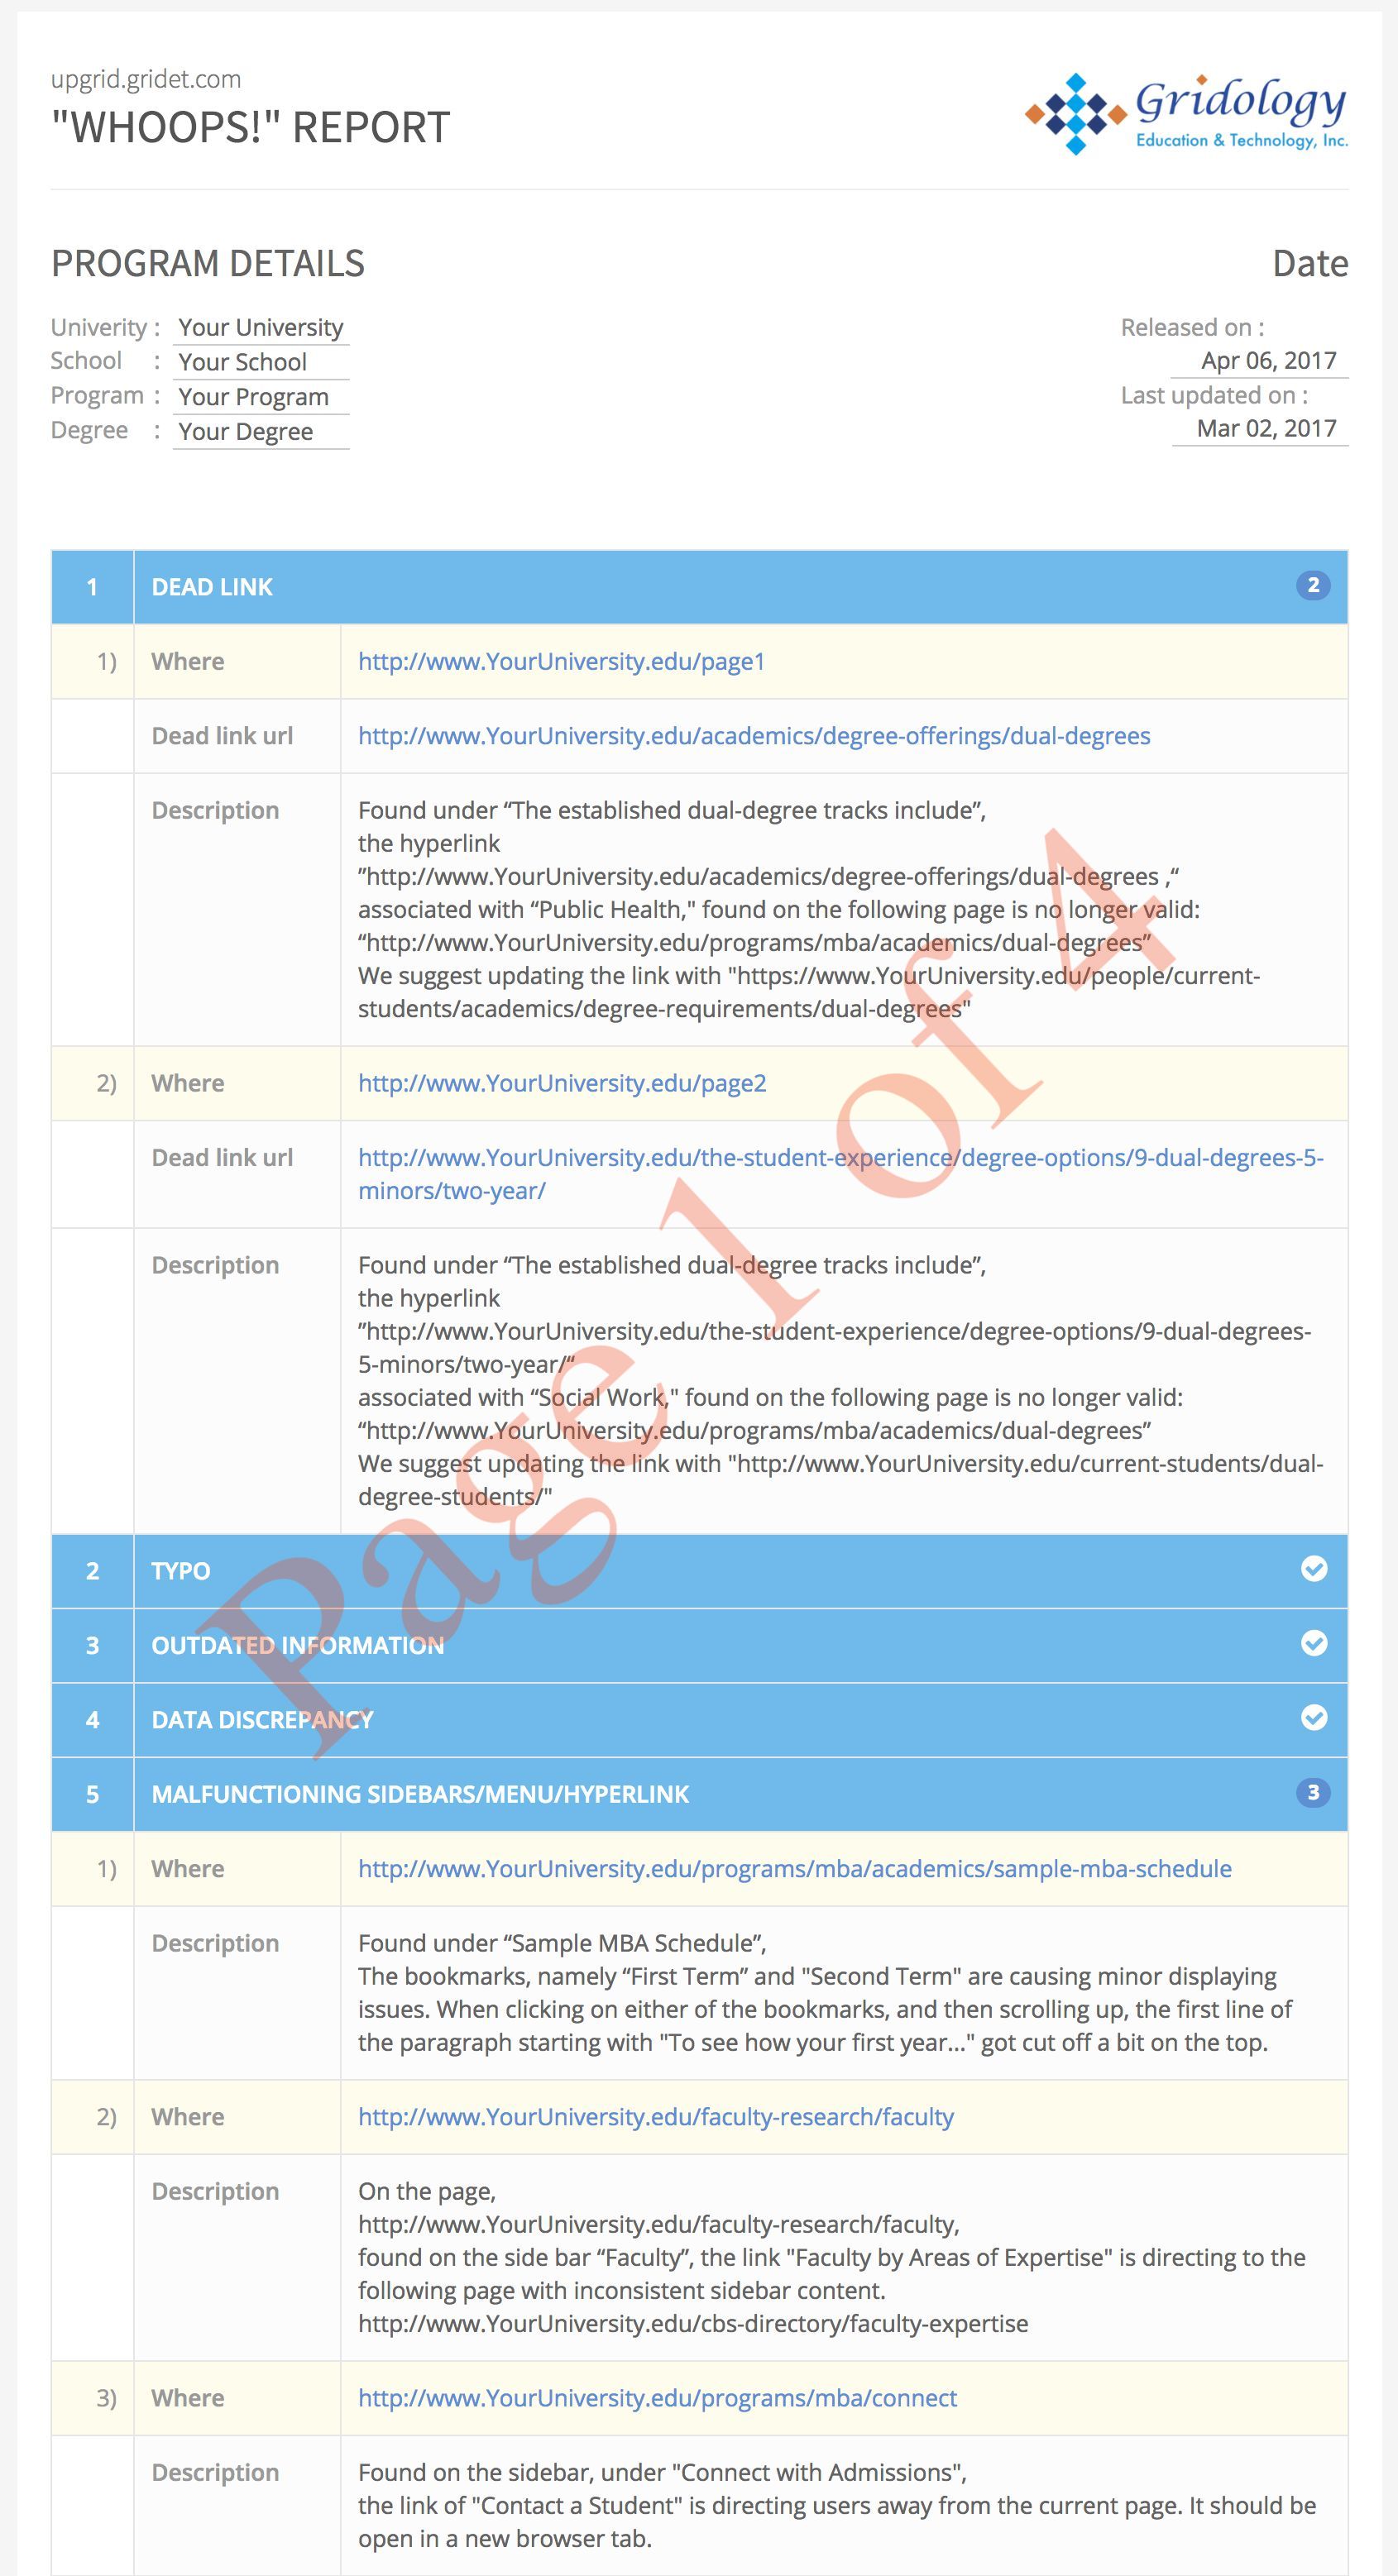 upgrid.gridet.com
"WHOOPS!" REPORT
Gridology
Education & Technology, Inc.
PROGRAM DETAILS
Date
Univerity : Your University
School : Your School
Program : Your Program
Degree : Your Degree
Released on :
Apr 06, 2017
Last updated on :
Mar 02, 2017
1 DEAD LINK 2
1) Where http://www.YourUniversity.edu/page1
Dead link url http://www.YourUniversity.edu/academics/degree-offerings/dual-degrees
Description Found under “The established dual-degree tracks include”,
the hyperlink
”http://www.YourUniversity.edu/academics/degree-offerings/dual-degrees ,“
associated with “Public Health," found on the following page is no longer valid:
“http://www.YourUniversity.edu/programs/mba/academics/dual-degrees”
We suggest updating the link with "https://www.YourUniversity.edu/people/current-
students/academics/degree-requirements/dual-degrees"
2) Where http://www.YourUniversity.edu/page2
Dead link url http://www.YourUniversity.edu/the-student-experience/degree-options/9-dual-degrees-5-
minors/two-year/
Description Found under “The established dual-degree tracks include”,
the hyperlink
”http://www.YourUniversity.edu/the-student-experience/degree-options/9-dual-degrees-
5-minors/two-year/“
associated with “Social Work," found on the following page is no longer valid:
“http://www.YourUniversity.edu/programs/mba/academics/dual-degrees”
We suggest updating the link with "http://www.YourUniversity.edu/current-students/dual-
degree-students/"
2 TYPO
3 OUTDATED INFORMATION
4 DATA DISCREPANCY
5 MALFUNCTIONING SIDEBARS/MENU/HYPERLINK 3
1) Where http://www.YourUniversity.edu/programs/mba/academics/sample-mba-schedule
Description Found under “Sample MBA Schedule”,
The bookmarks, namely “First Term” and "Second Term" are causing minor displaying
issues. When clicking on either of the bookmarks, and then scrolling up, the first line of
the paragraph starting with "To see how your first year..." got cut off a bit on the top.
2) Where http://www.YourUniversity.edu/faculty-research/faculty
Description On the page,
http://www.YourUniversity.edu/faculty-research/faculty,
found on the side bar “Faculty”, the link "Faculty by Areas of Expertise" is directing to the
following page with inconsistent sidebar content.
http://www.YourUniversity.edu/cbs-directory/faculty-expertise
3) Where http://www.YourUniversity.edu/programs/mba/connect
Description Found on the sidebar, under "Connect with Admissions",
the link of "Contact a Student" is directing users away from the current page. It should be
open in a new browser tab.
Page 1 of 4